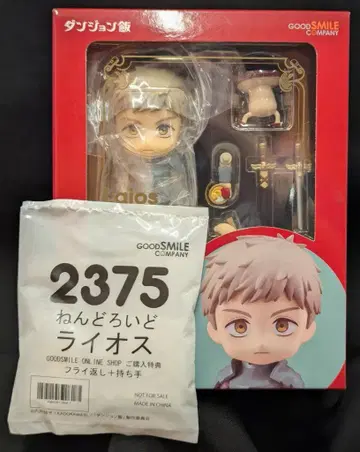 ダンジョン飯
GOOD SMILE
COMPANY
aios
GOOD SMILE
COMPANY
2375
ねんどろいど
ライオス
GOODSMILE ONLINE SHOP ご購入特典
フライ返し＋持ち手
NOT FOR SALE
MADE IN CHINA